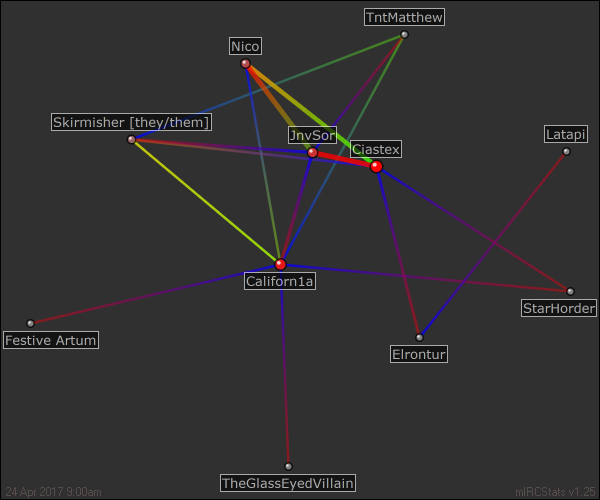 TntMatthew
Nico
Skirmisher [they/them]
JnvSor
Latapi
Ciastex
Californ1a
StarHorder
Festive Artum
Elrontur
TheGlassEyedVillain
24 Apr 2017 9:00am
mIRCStats v1.25